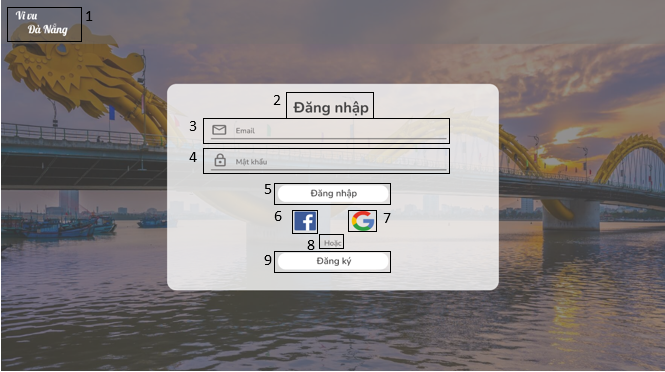 Vi vu
Đà Nẵng
1
2
Đăng nhập
3
Email
4
Mật khẩu
5
Đăng nhập
6
7
8
Hoặc
9
Đăng ký